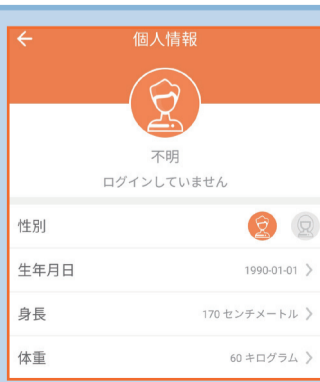 個人情報
不明
ログインしていません
性別
生年月日 1990-01-01
身長 170 センチメートル
体重 60 キログラム